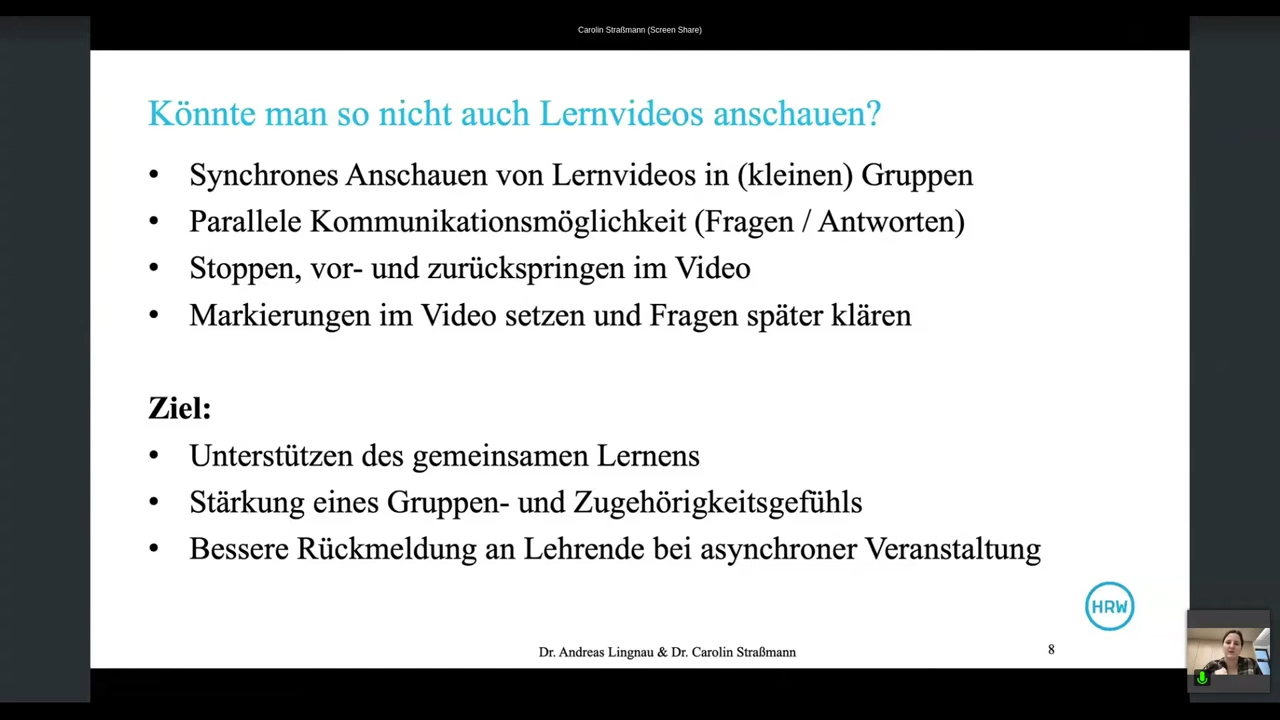 Carolin Straßmann (Screen Share)
Könnte man so nicht auch Lernvideos anschauen?
• Synchrones Anschauen von Lernvideos in (kleinen) Gruppen
• Parallele Kommunikationsmöglichkeit (Fragen / Antworten)
• Stoppen, vor- und zurückspringen im Video
• Markierungen im Video setzen und Fragen später klären
Ziel:
• Unterstützen des gemeinsamen Lernens
• Stärkung eines Gruppen- und Zugehörigkeitsgefühls
• Bessere Rückmeldung an Lehrende bei asynchroner Veranstaltung
HRW
Dr. Andreas Lingnau & Dr. Carolin Straßmann
8